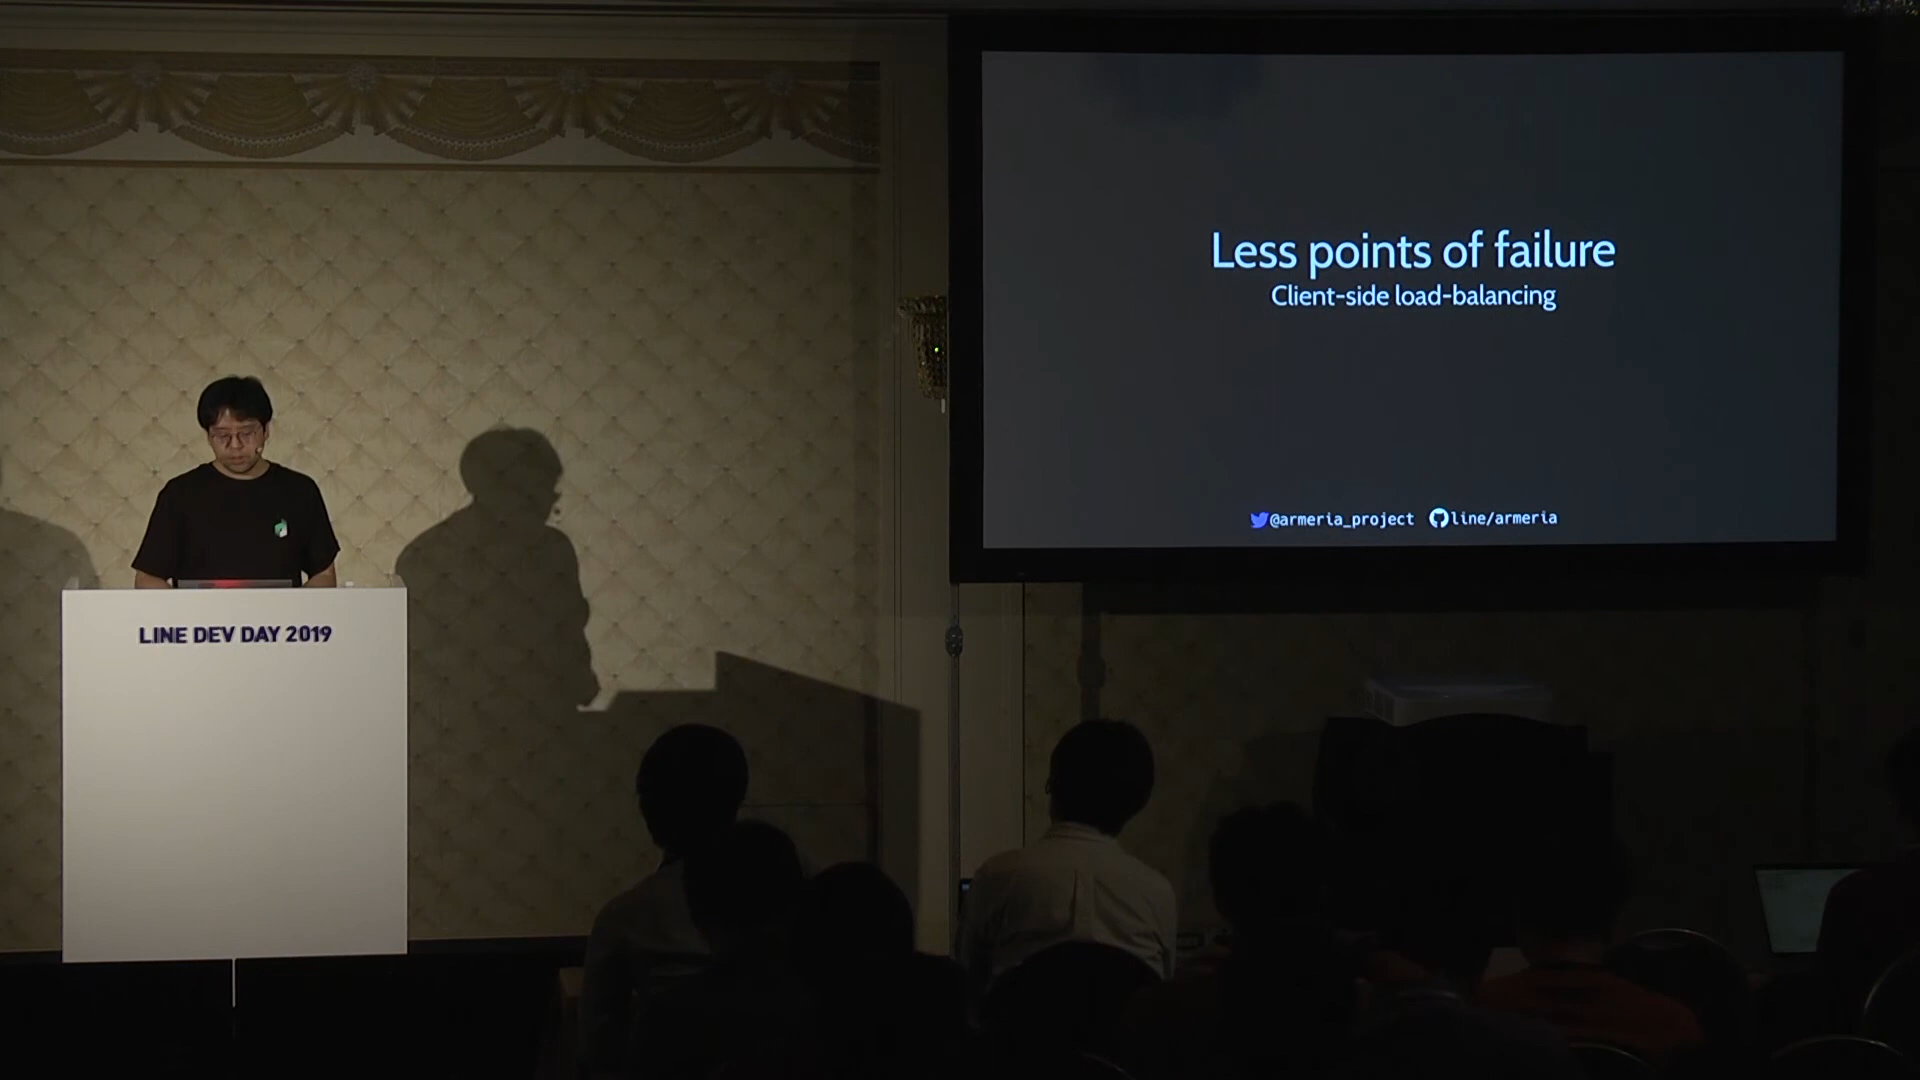 LINE DEV DAY 2019
Less points of failure
Client-side load-balancing
@armeria_project line/armeria